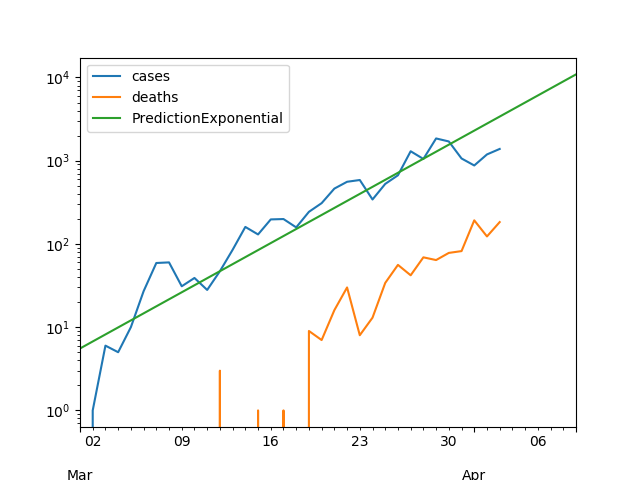 cases
deaths
PredictionExponential
10⁴
10³
10²
10¹
10⁰
02 09 16 23 30 06
Mar Apr